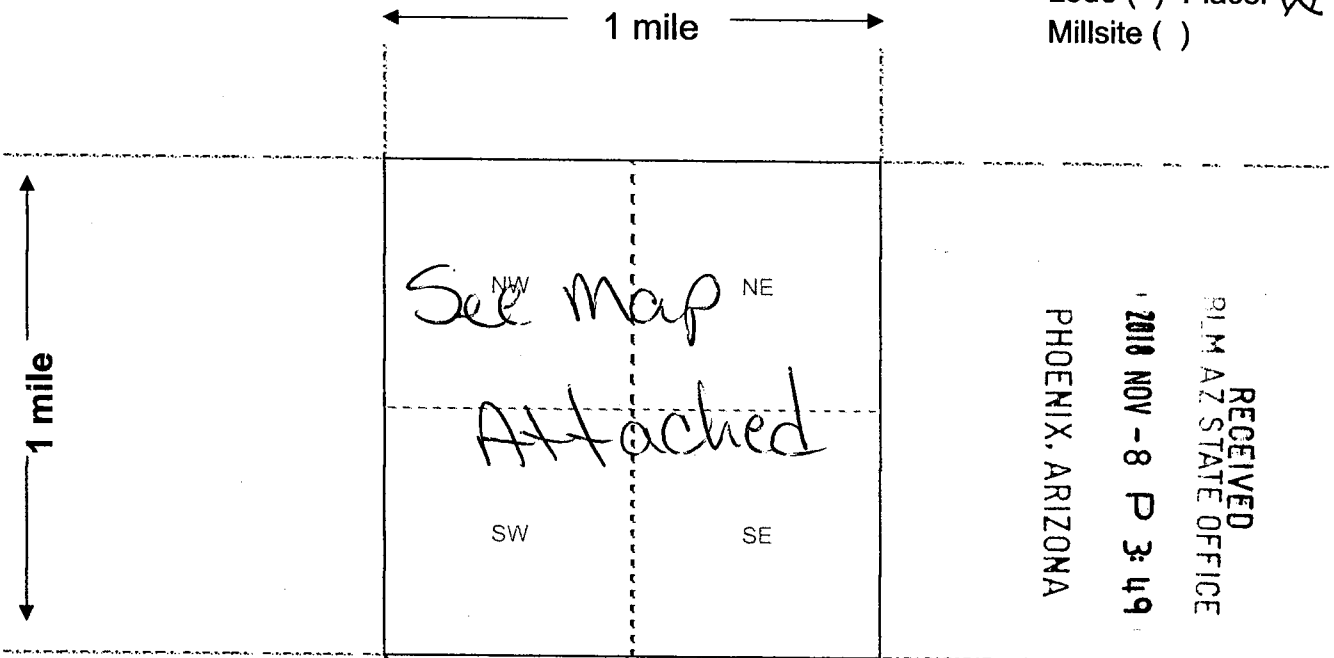 1 mile
Placer
Millsite ( )
1 mile
NW
NE
See Map
Attached
SW
SE
RECEIVED
BLM AZ STATE OFFICE
2018 NOV -8 P 3:49
PHOENIX, ARIZONA